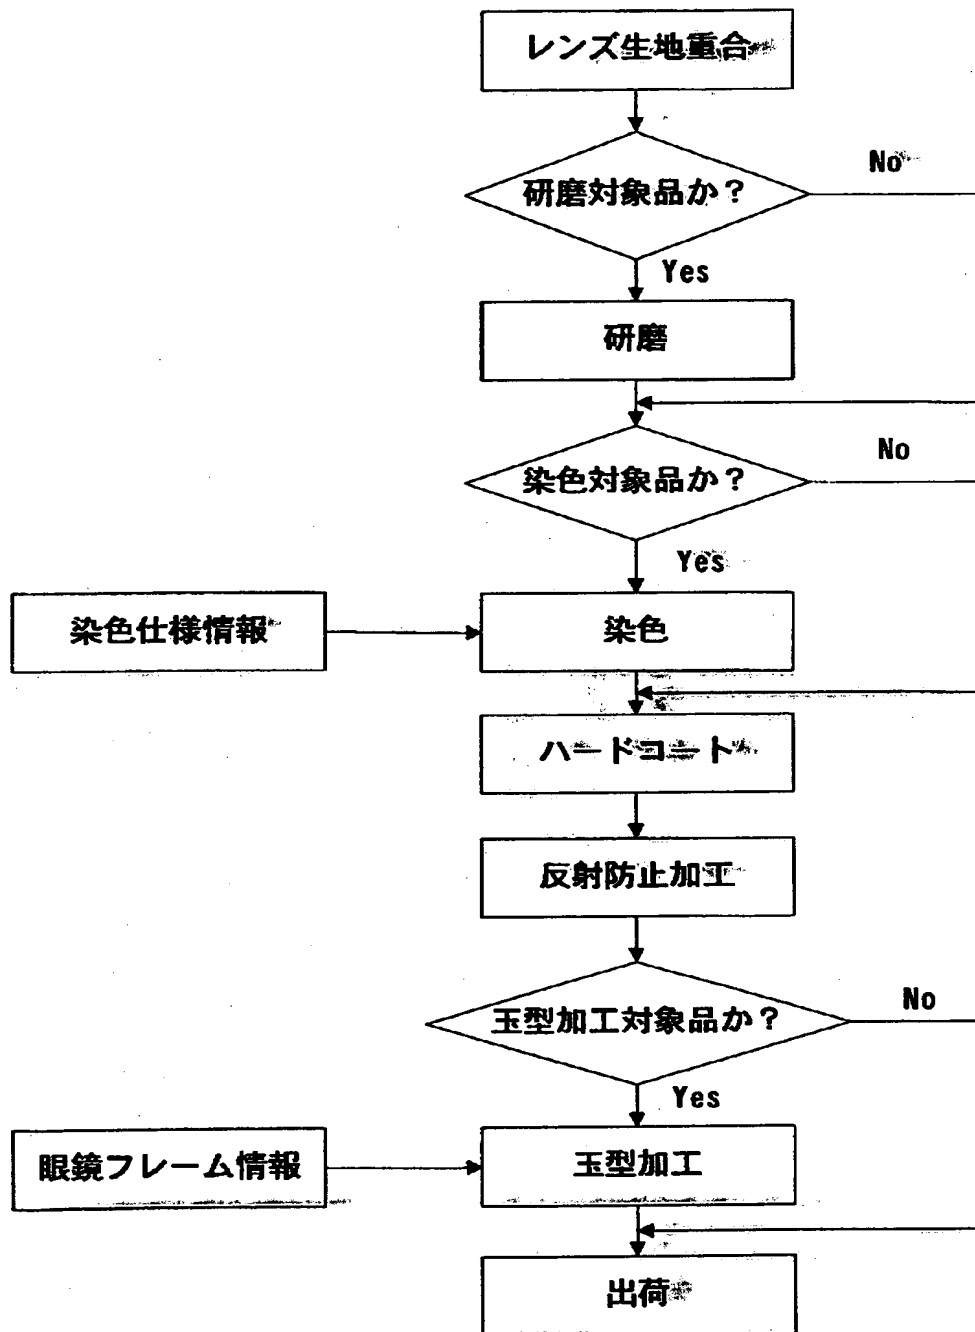 レンズ生地重合
研磨対象品か？
No
Yes
研磨
染色対象品か？
No
Yes
染色仕様情報
染色
ハードコート
反射防止加工
玉型加工対象品か？
No
Yes
眼鏡フレーム情報
玉型加工
出荷